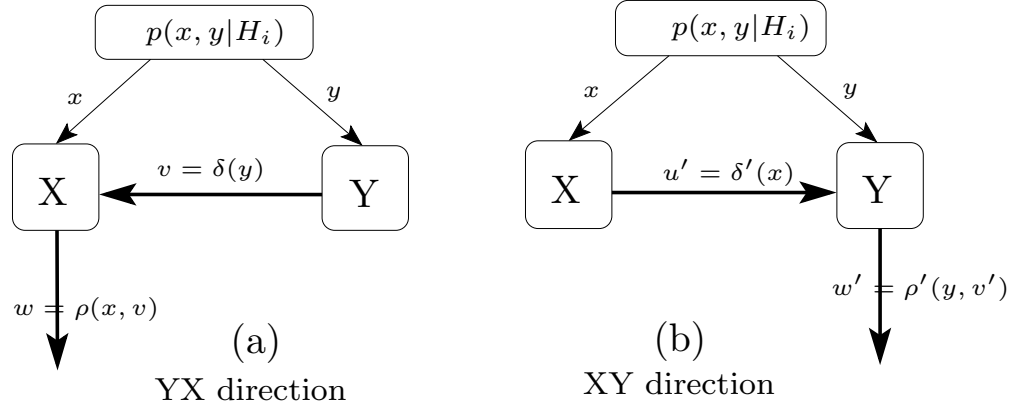 p(x, y|H_i)
x
y
v = δ(y)
X
Y
w = ρ(x, v)
(a)
YX direction
p(x, y|H_i)
x
y
u′ = δ′(x)
X
Y
w′ = ρ′(y, v′)
(b)
XY direction